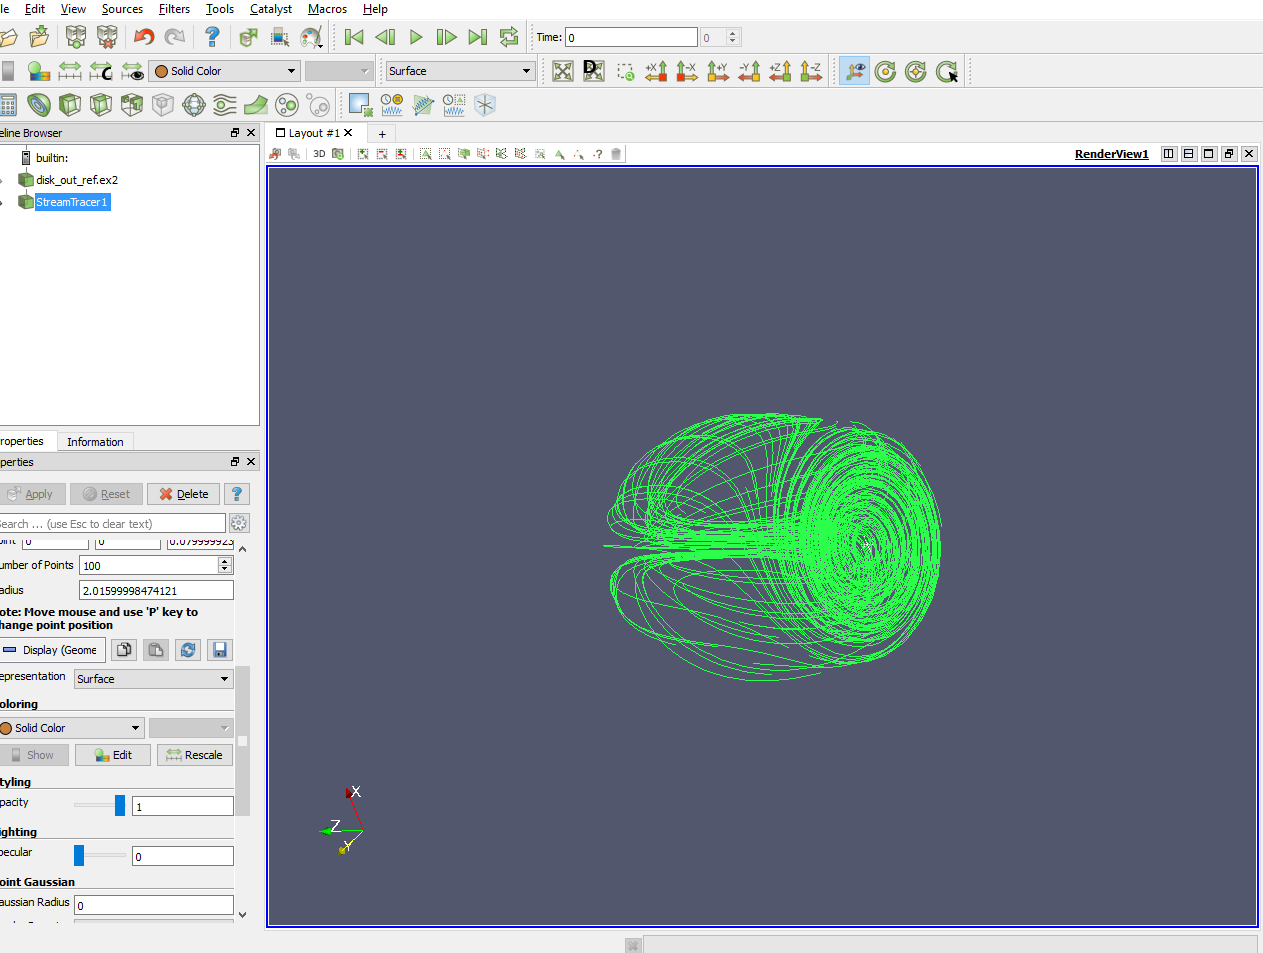 le Edit View Sources Filters Tools Catalyst Macros Help
Time: 0 0
Solid Color Surface +X -X +Y -Y +Z -Z
eline Browser
Layout #1 +
builtin:
3D RenderView1
disk_out_ref.ex2
StreamTracer1
roperties Information
perties
Apply Reset Delete ?
Search ... (use Esc to clear text)
oint 0 0 0.079999923
umber of Points 100
adius 2.01599998474121
ote: Move mouse and use 'P' key to
hange point position
Display (Geome
epresentation Surface
oloring
Solid Color
Show Edit Rescale
tyling
pacity 1
ighting
pecular 0
oint Gaussian
aussian Radius 0
X
Z
Y